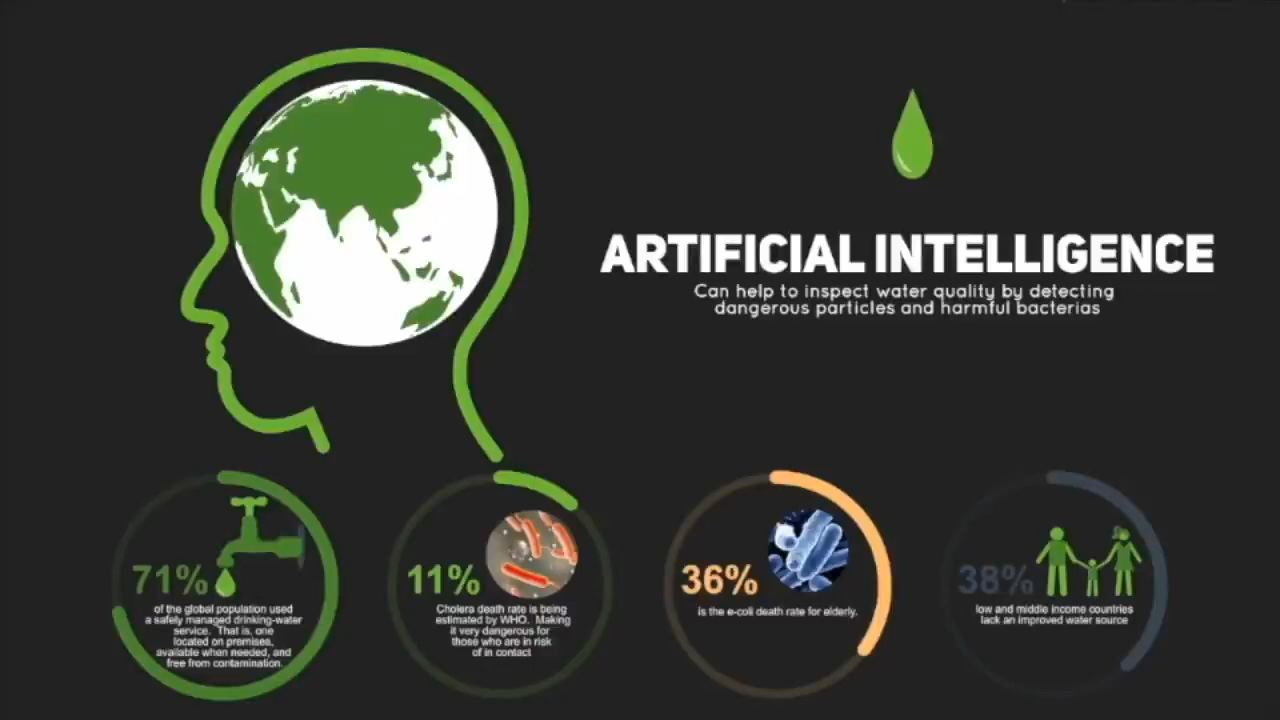 ARTIFICIAL INTELLIGENCE
Can help to inspect water quality by detecting
dangerous particles and harmful bacterias
71%
of the global population used
a safely managed drinking-water
service. That is, one
located on premises,
available when needed, and
free from contamination.
11%
Cholera death rate is being
estimated by WHO. Making
it very dangerous for
those who are in risk
of in contact
36%
is the e-coli death rate for elderly.
38%
low and middle income countries
lack an improved water source